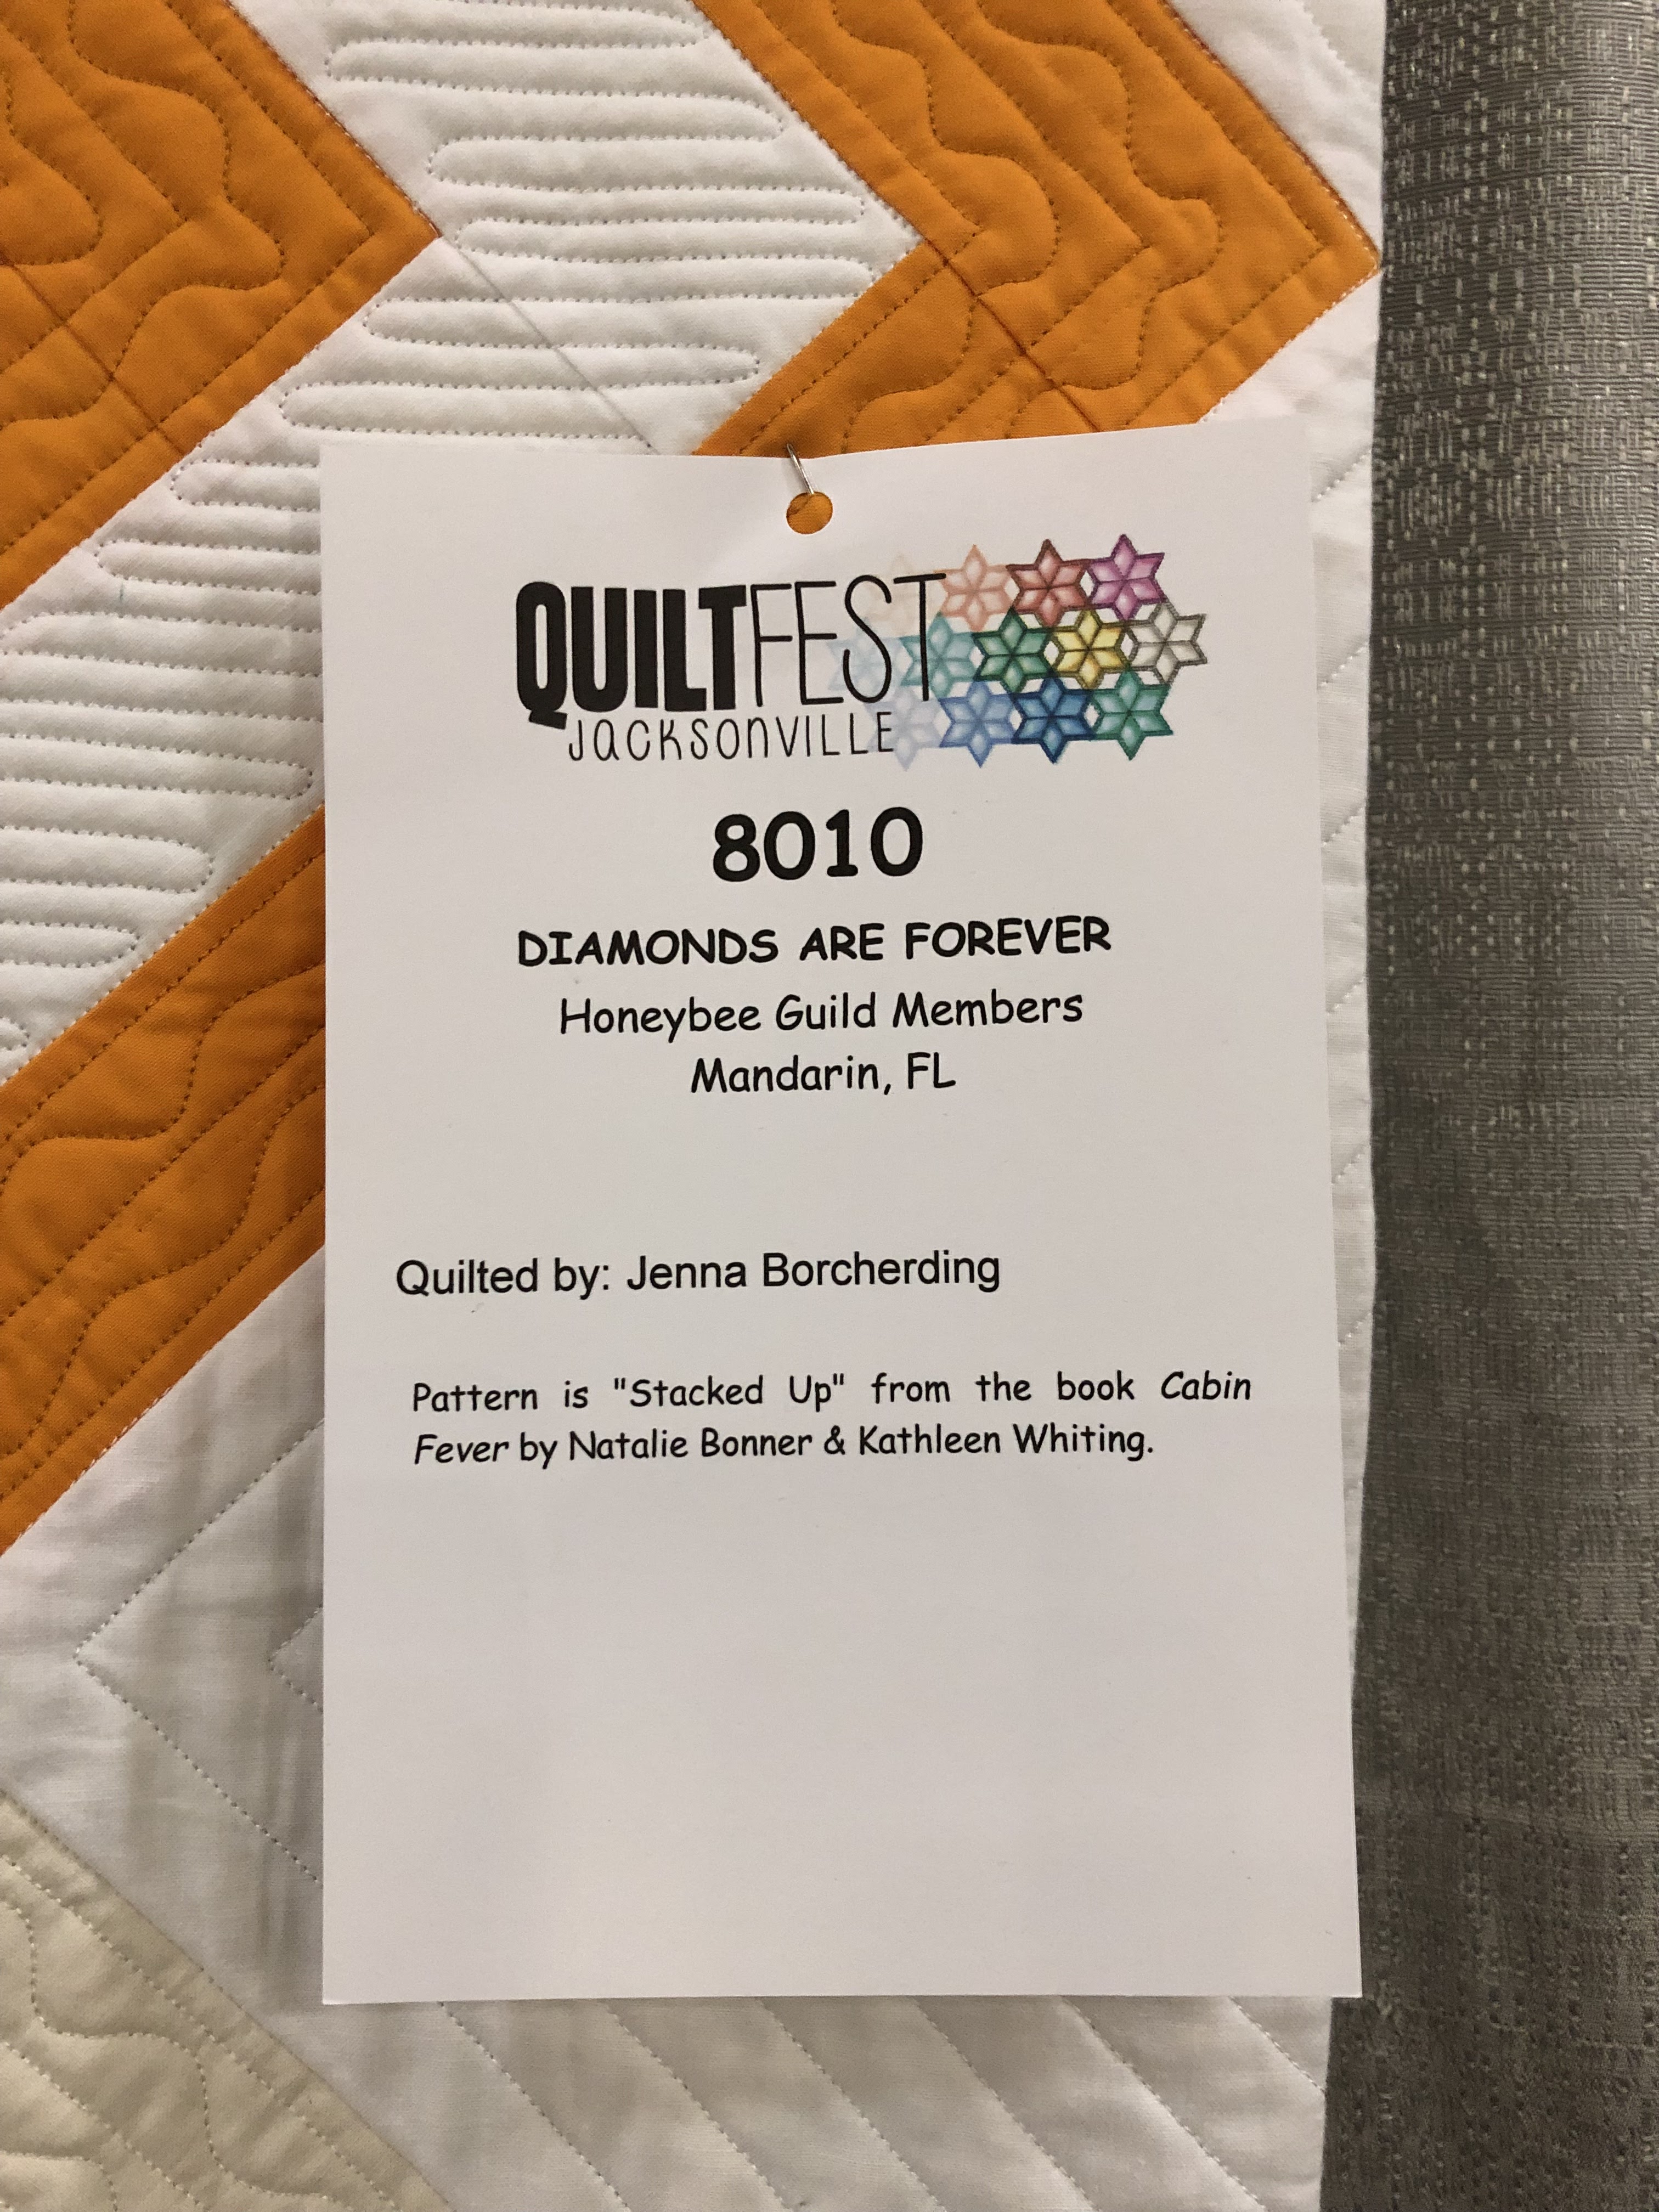 QUILTFEST
JACKSONVILLE
8010
DIAMONDS ARE FOREVER
Honeybee Guild Members
Mandarin, FL
Quilted by: Jenna Borcherding
Pattern is "Stacked Up" from the book Cabin
Fever by Natalie Bonner & Kathleen Whiting.